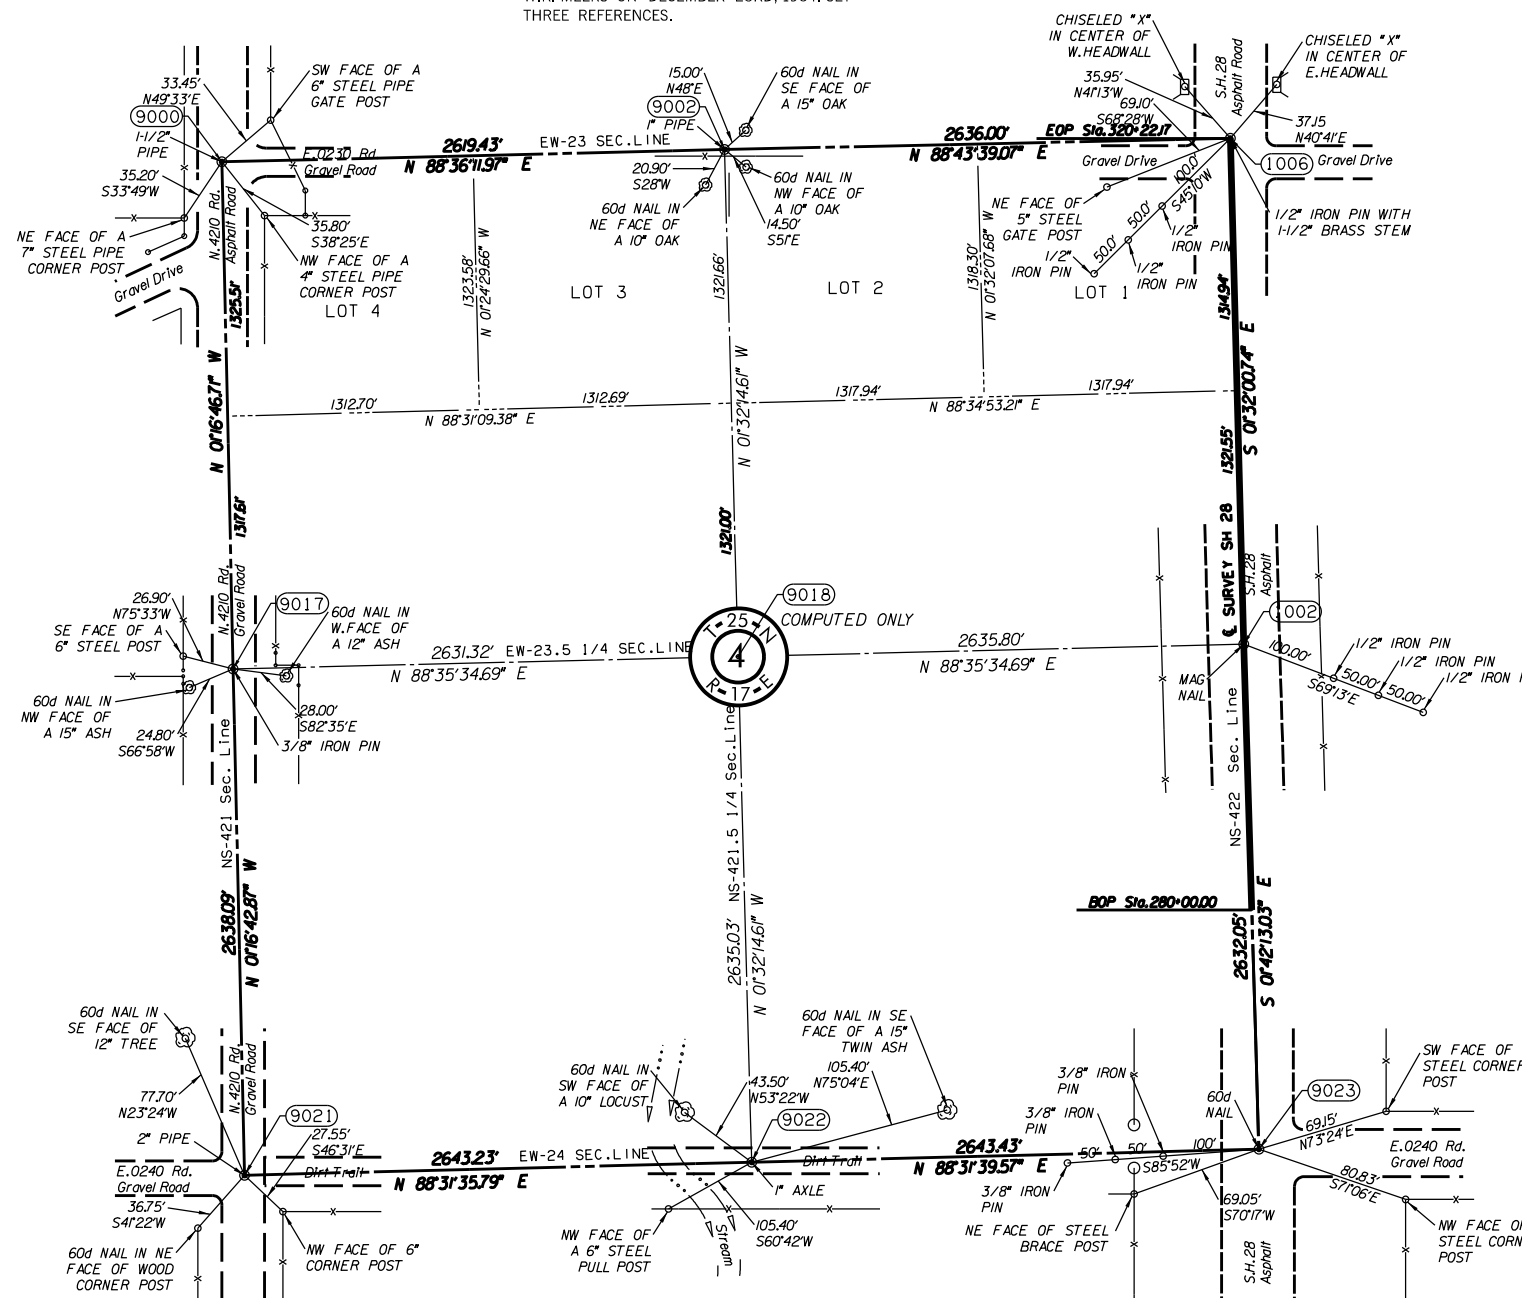 THREE REFERENCES.
33.45'
N49°33'E
9000
1-1/2"
PIPE
35.20'
S33°49'W
NE FACE OF A
7" STEEL PIPE
CORNER POST
Gravel Drive
SW FACE OF A
6" STEEL PIPE
GATE POST
E.0230 Rd
Gravel Road
N.4210 Rd.
Asphalt Road
35.80'
S38°25'E
NW FACE OF A
4" STEEL PIPE
CORNER POST
LOT 4
2619.43'
EW-23 SEC.LINE
N 88°36'11.97" E
15.00'
N48°E
9002
1" PIPE
60d NAIL IN
SE FACE OF
A 15" OAK
20.90'
S28°W
60d NAIL IN
NE FACE OF
A 10" OAK
60d NAIL IN
NW FACE OF
A 10" OAK
14.50'
S51°E
2636.00'
N 88°43'39.07" E
EOP Sta.320+22.17
CHISELED "X"
IN CENTER OF
W.HEADWALL
35.95'
N41°13'W
69.10'
S68°28'W
S.H.28
Asphalt Road
CHISELED "X"
IN CENTER OF
E.HEADWALL
37.15
N40°41'E
1006
Gravel Drive
Gravel Drive
100.0'
S45°10'W
50.0'
50.0'
NE FACE OF
5" STEEL
GATE POST
1/2"
IRON PIN
1/2"
IRON PIN
1/2"
IRON PIN
1/2" IRON PIN WITH
1-1/2" BRASS STEM
1325.51'
1323.58'
N 01°24'29.66" W
LOT 3
1321.66'
LOT 2
1318.30'
N 01°32'07.68" W
LOT 1
1314.94'
N 01°16'46.71" W
N 01°32'14.61" W
S 01°32'00.74" E
1312.70'
1312.69'
N 88°31'09.38" E
1317.94'
1317.94'
N 88°34'53.21" E
1317.61'
1321.00'
1321.55'
℄ SURVEY SH 28
S.H.28
Asphalt
26.90'
N75°33'W
SE FACE OF A
6" STEEL POST
N.4210 Rd.
Gravel Road
9017
60d NAIL IN
W.FACE OF
A 12" ASH
60d NAIL IN
NW FACE OF
A 15" ASH
24.80'
S66°58'W
28.00'
S82°35'E
3/8" IRON PIN
2631.32'
EW-23.5 1/4 SEC.LINE
N 88°35'34.69" E
9018
COMPUTED ONLY
T-25-N
4
R-17-E
2635.80'
N 88°35'34.69" E
1002
MAG
NAIL
100.00'
S69°13'E
50.00'
50.00'
1/2" IRON PIN
1/2" IRON PIN
1/2" IRON
NS-421 Sec. Line
2638.09'
N 01°16'42.87" W
NS-421.5 1/4 Sec.Line
2635.03'
N 01°32'14.61" W
NS-422 Sec. Line
BOP Sta.280+00.00
2632.05'
S 01°42'13.03" E
60d NAIL IN
SE FACE OF
12" TREE
77.70'
N23°24'W
2" PIPE
N.4210 Rd.
Gravel Road
9021
27.55'
S46°31'E
E.0240 Rd.
Gravel Road
Dirt Trail
36.75'
S41°22'W
60d NAIL IN NE
FACE OF WOOD
CORNER POST
NW FACE OF 6"
CORNER POST
2643.23'
EW-24 SEC.LINE
N 88°31'35.79" E
60d NAIL IN
SW FACE OF
A 10" LOCUST
43.50'
N53°22'W
9022
60d NAIL IN SE
FACE OF A 15"
TWIN ASH
105.40'
N75°04'E
Dirt Trail
1" AXLE
NW FACE OF
A 6" STEEL
PULL POST
105.40'
S60°42'W
Stream
2643.43'
N 88°31'39.57" E
3/8" IRON
PIN
3/8" IRON
PIN
3/8" IRON
PIN
50'
50'
100'
S85°52'W
60d
NAIL
9023
69.15'
N73°24'E
SW FACE OF
STEEL CORNER
POST
E.0240 Rd.
Gravel Road
80.83'
S71°06'E
69.05'
S70°17'W
NE FACE OF STEEL
BRACE POST
S.H.28
Asphalt
NW FACE OF
STEEL CORN
POST